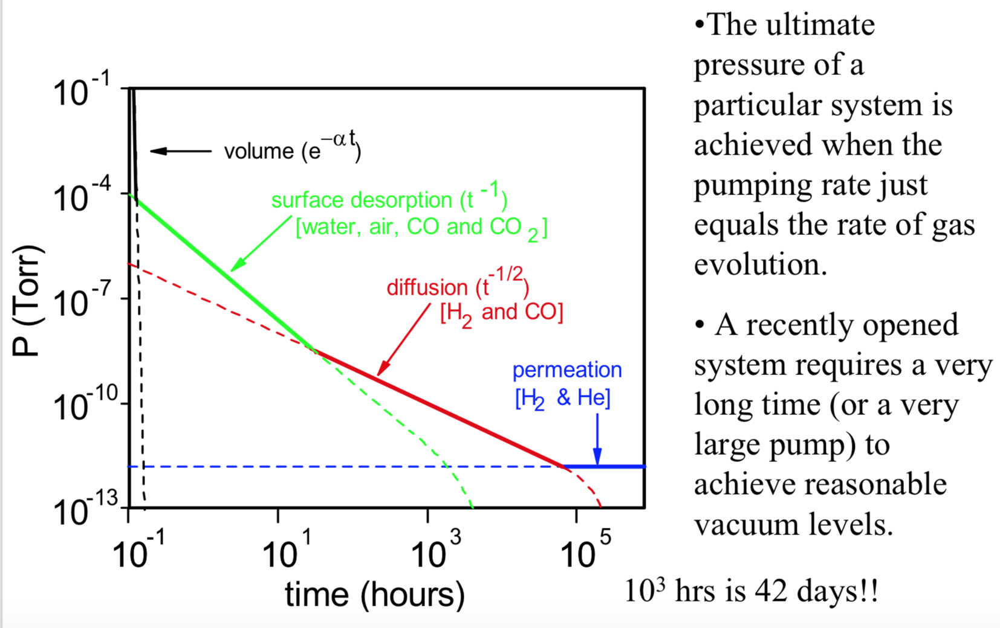 10⁻¹
volume (e^−αt)
10⁻⁴
surface desorption (t⁻¹)
[water, air, CO and CO₂]
diffusion (t⁻¹/²)
[H₂ and CO]
10⁻⁷
permeation
[H₂ & He]
10⁻¹⁰
10⁻¹³
P (Torr)
10⁻¹ 10¹ 10³ 10⁵
time (hours)
•The ultimate
pressure of a
particular system is
achieved when the
pumping rate just
equals the rate of gas
evolution.
• A recently opened
system requires a very
long time (or a very
large pump) to
achieve reasonable
vacuum levels.
10³ hrs is 42 days!!